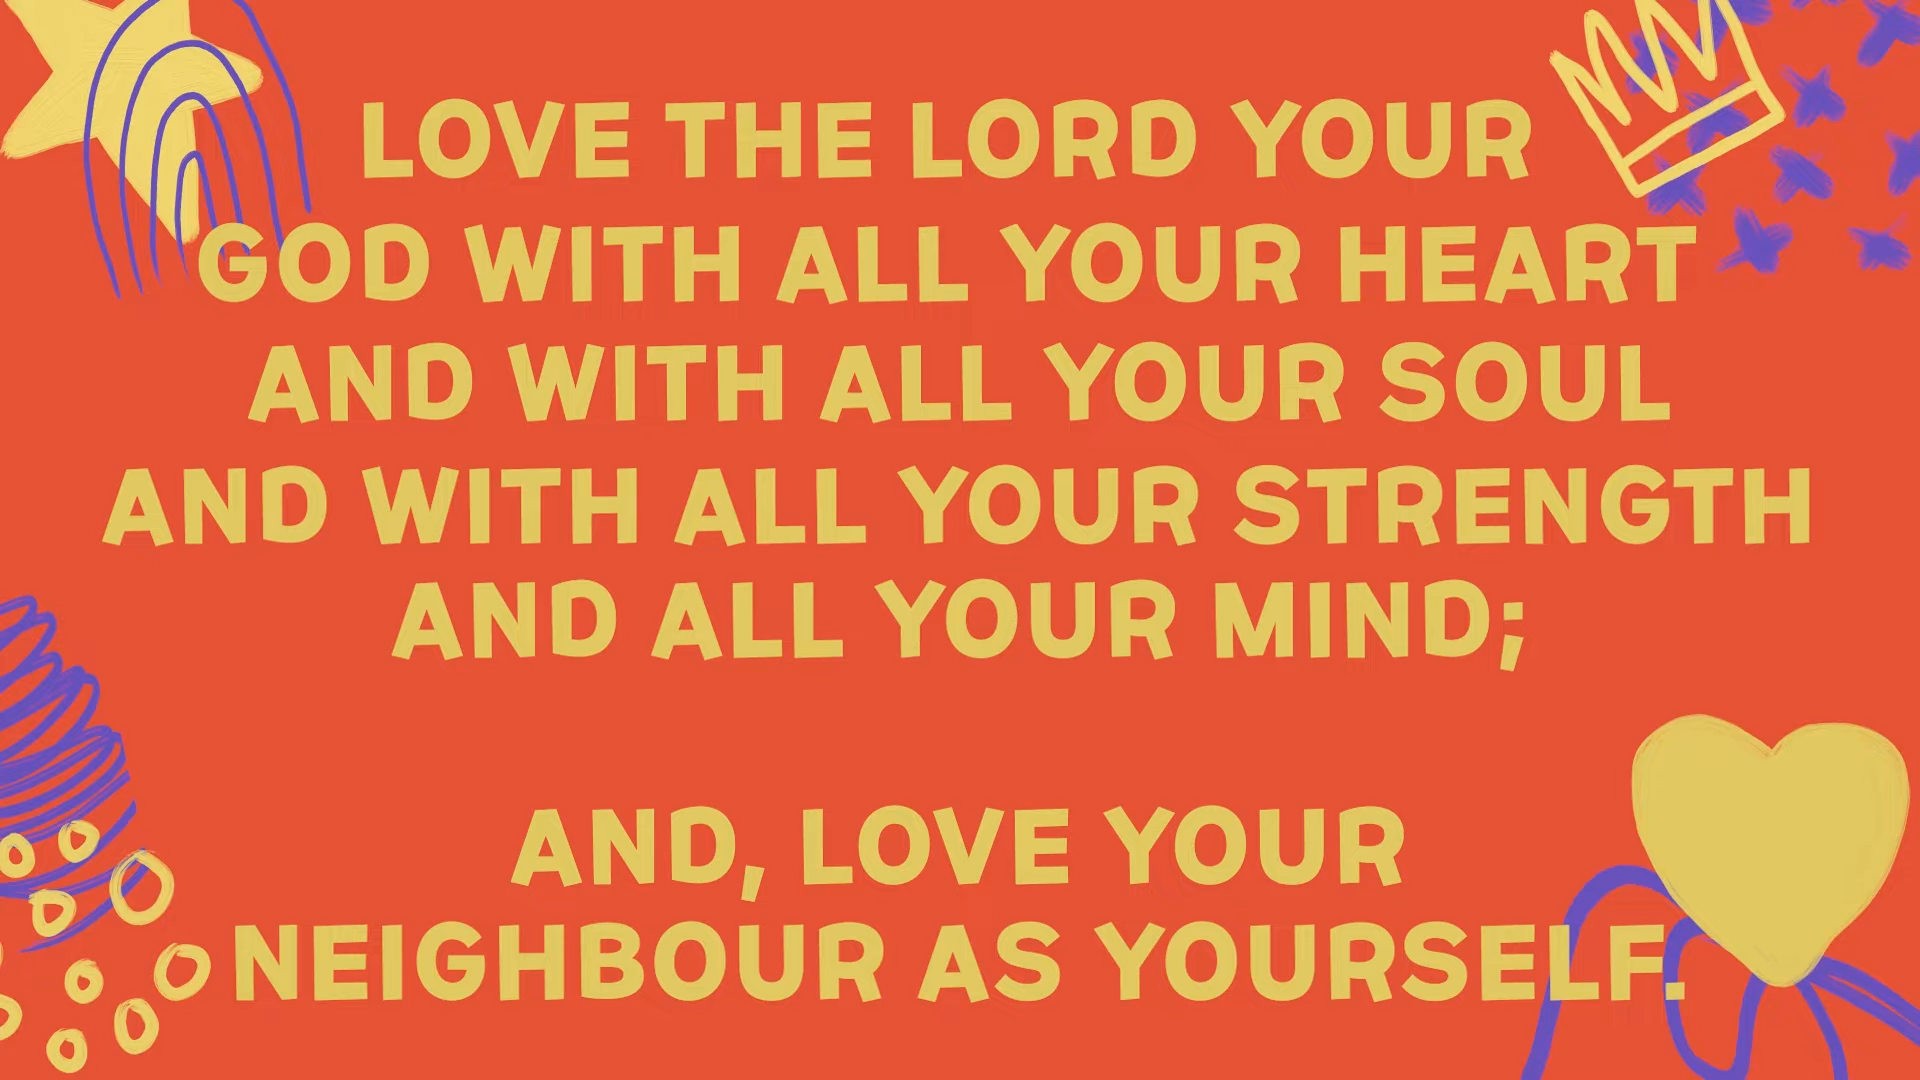 LOVE THE LORD YOUR
GOD WITH ALL YOUR HEART
AND WITH ALL YOUR SOUL
AND WITH ALL YOUR STRENGTH
AND ALL YOUR MIND;
AND, LOVE YOUR
NEIGHBOUR AS YOURSELF.